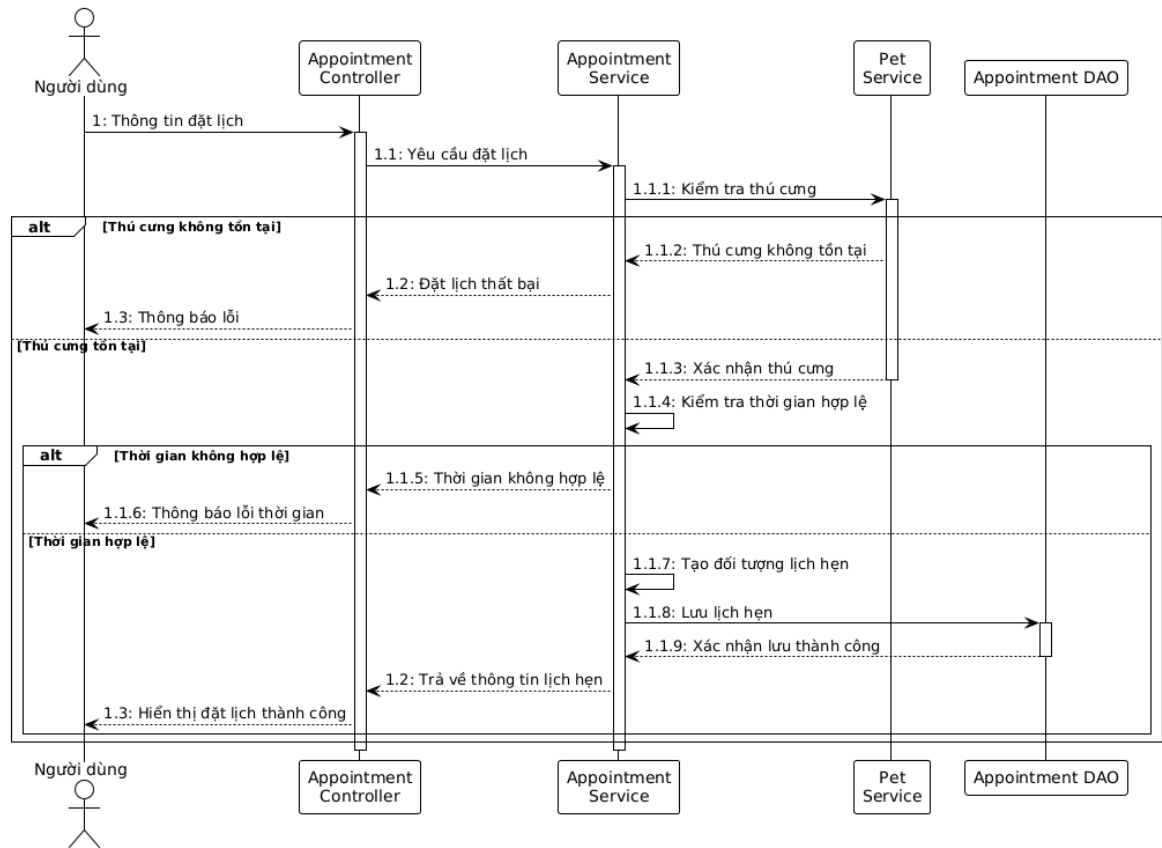 Người dùng
Appointment
Controller
Appointment
Service
Pet
Service
Appointment DAO
1: Thông tin đặt lịch
1.1: Yêu cầu đặt lịch
1.1.1: Kiểm tra thú cưng
alt [Thú cưng không tồn tại]
1.1.2: Thú cưng không tồn tại
1.2: Đặt lịch thất bại
1.3: Thông báo lỗi
[Thú cưng tồn tại]
1.1.3: Xác nhận thú cưng
1.1.4: Kiểm tra thời gian hợp lệ
alt [Thời gian không hợp lệ]
1.1.5: Thời gian không hợp lệ
1.1.6: Thông báo lỗi thời gian
[Thời gian hợp lệ]
1.1.7: Tạo đối tượng lịch hẹn
1.1.8: Lưu lịch hẹn
1.1.9: Xác nhận lưu thành công
1.2: Trả về thông tin lịch hẹn
1.3: Hiển thị đặt lịch thành công
Người dùng
Appointment
Controller
Appointment
Service
Pet
Service
Appointment DAO